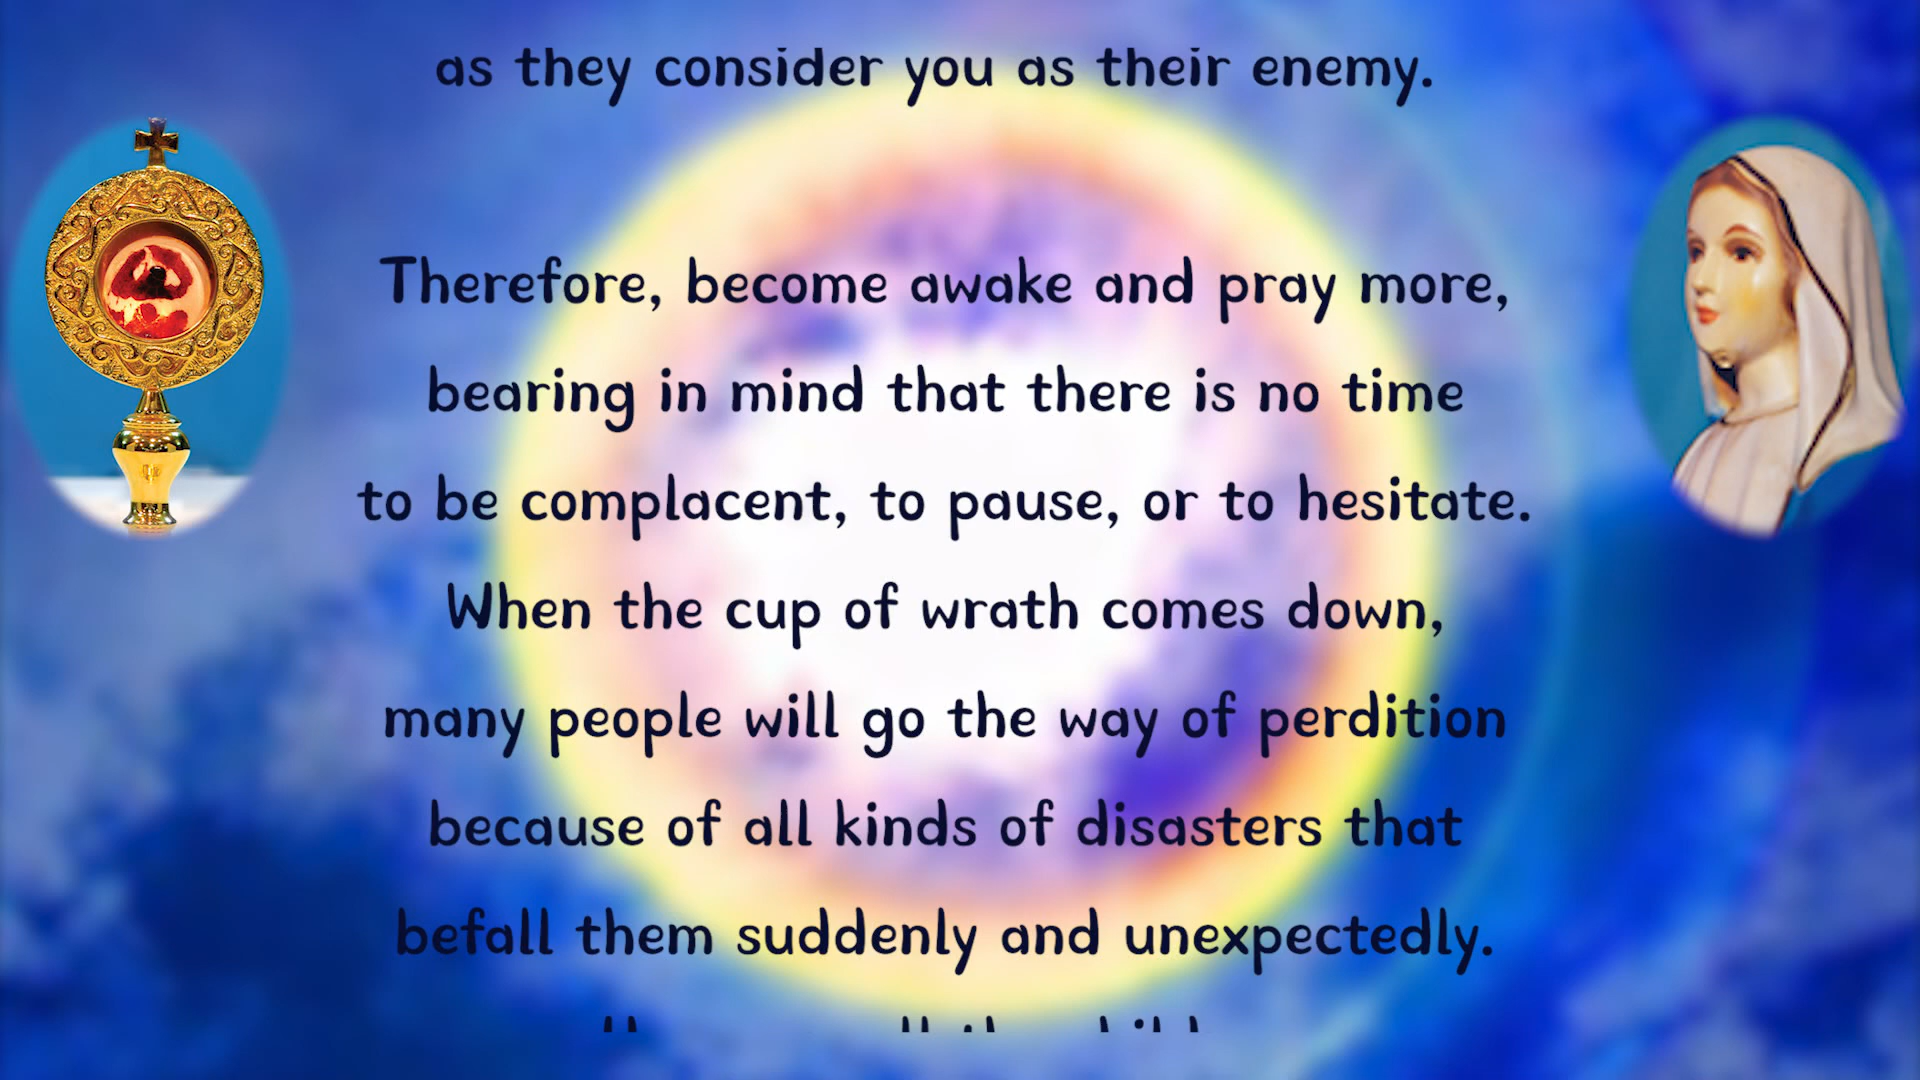 as they consider you as their enemy.
Therefore, become awake and pray more,
bearing in mind that there is no time
to be complacent, to pause, or to hesitate.
When the cup of wrath comes down,
many people will go the way of perdition
because of all kinds of disasters that
befall them suddenly and unexpectedly.